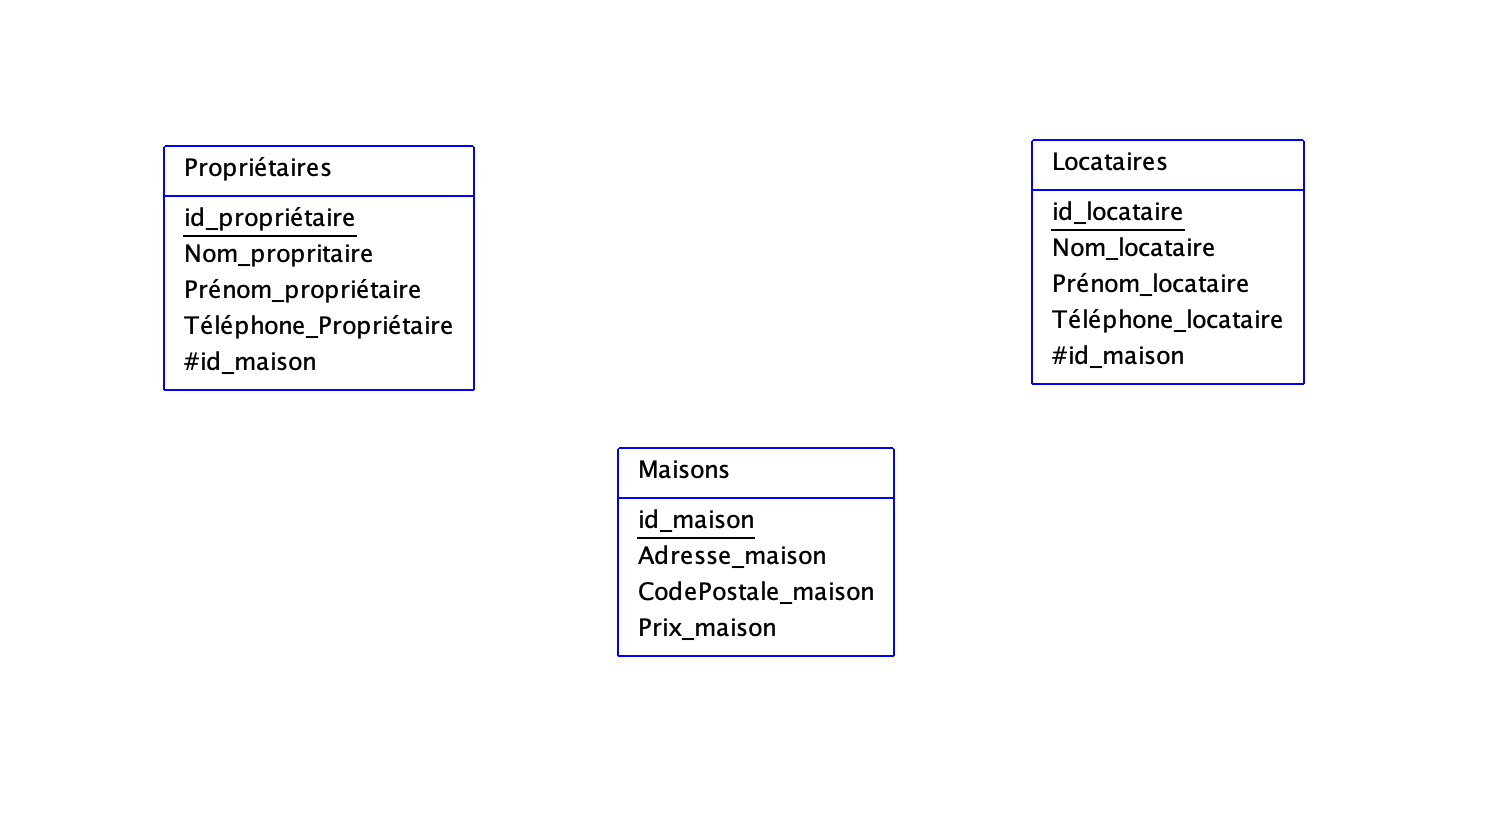 Propriétaires
id_propriétaire
Nom_propritaire
Prénom_propriétaire
Téléphone_Propriétaire
#id_maison
Locataires
id_locataire
Nom_locataire
Prénom_locataire
Téléphone_locataire
#id_maison
Maisons
id_maison
Adresse_maison
CodePostale_maison
Prix_maison